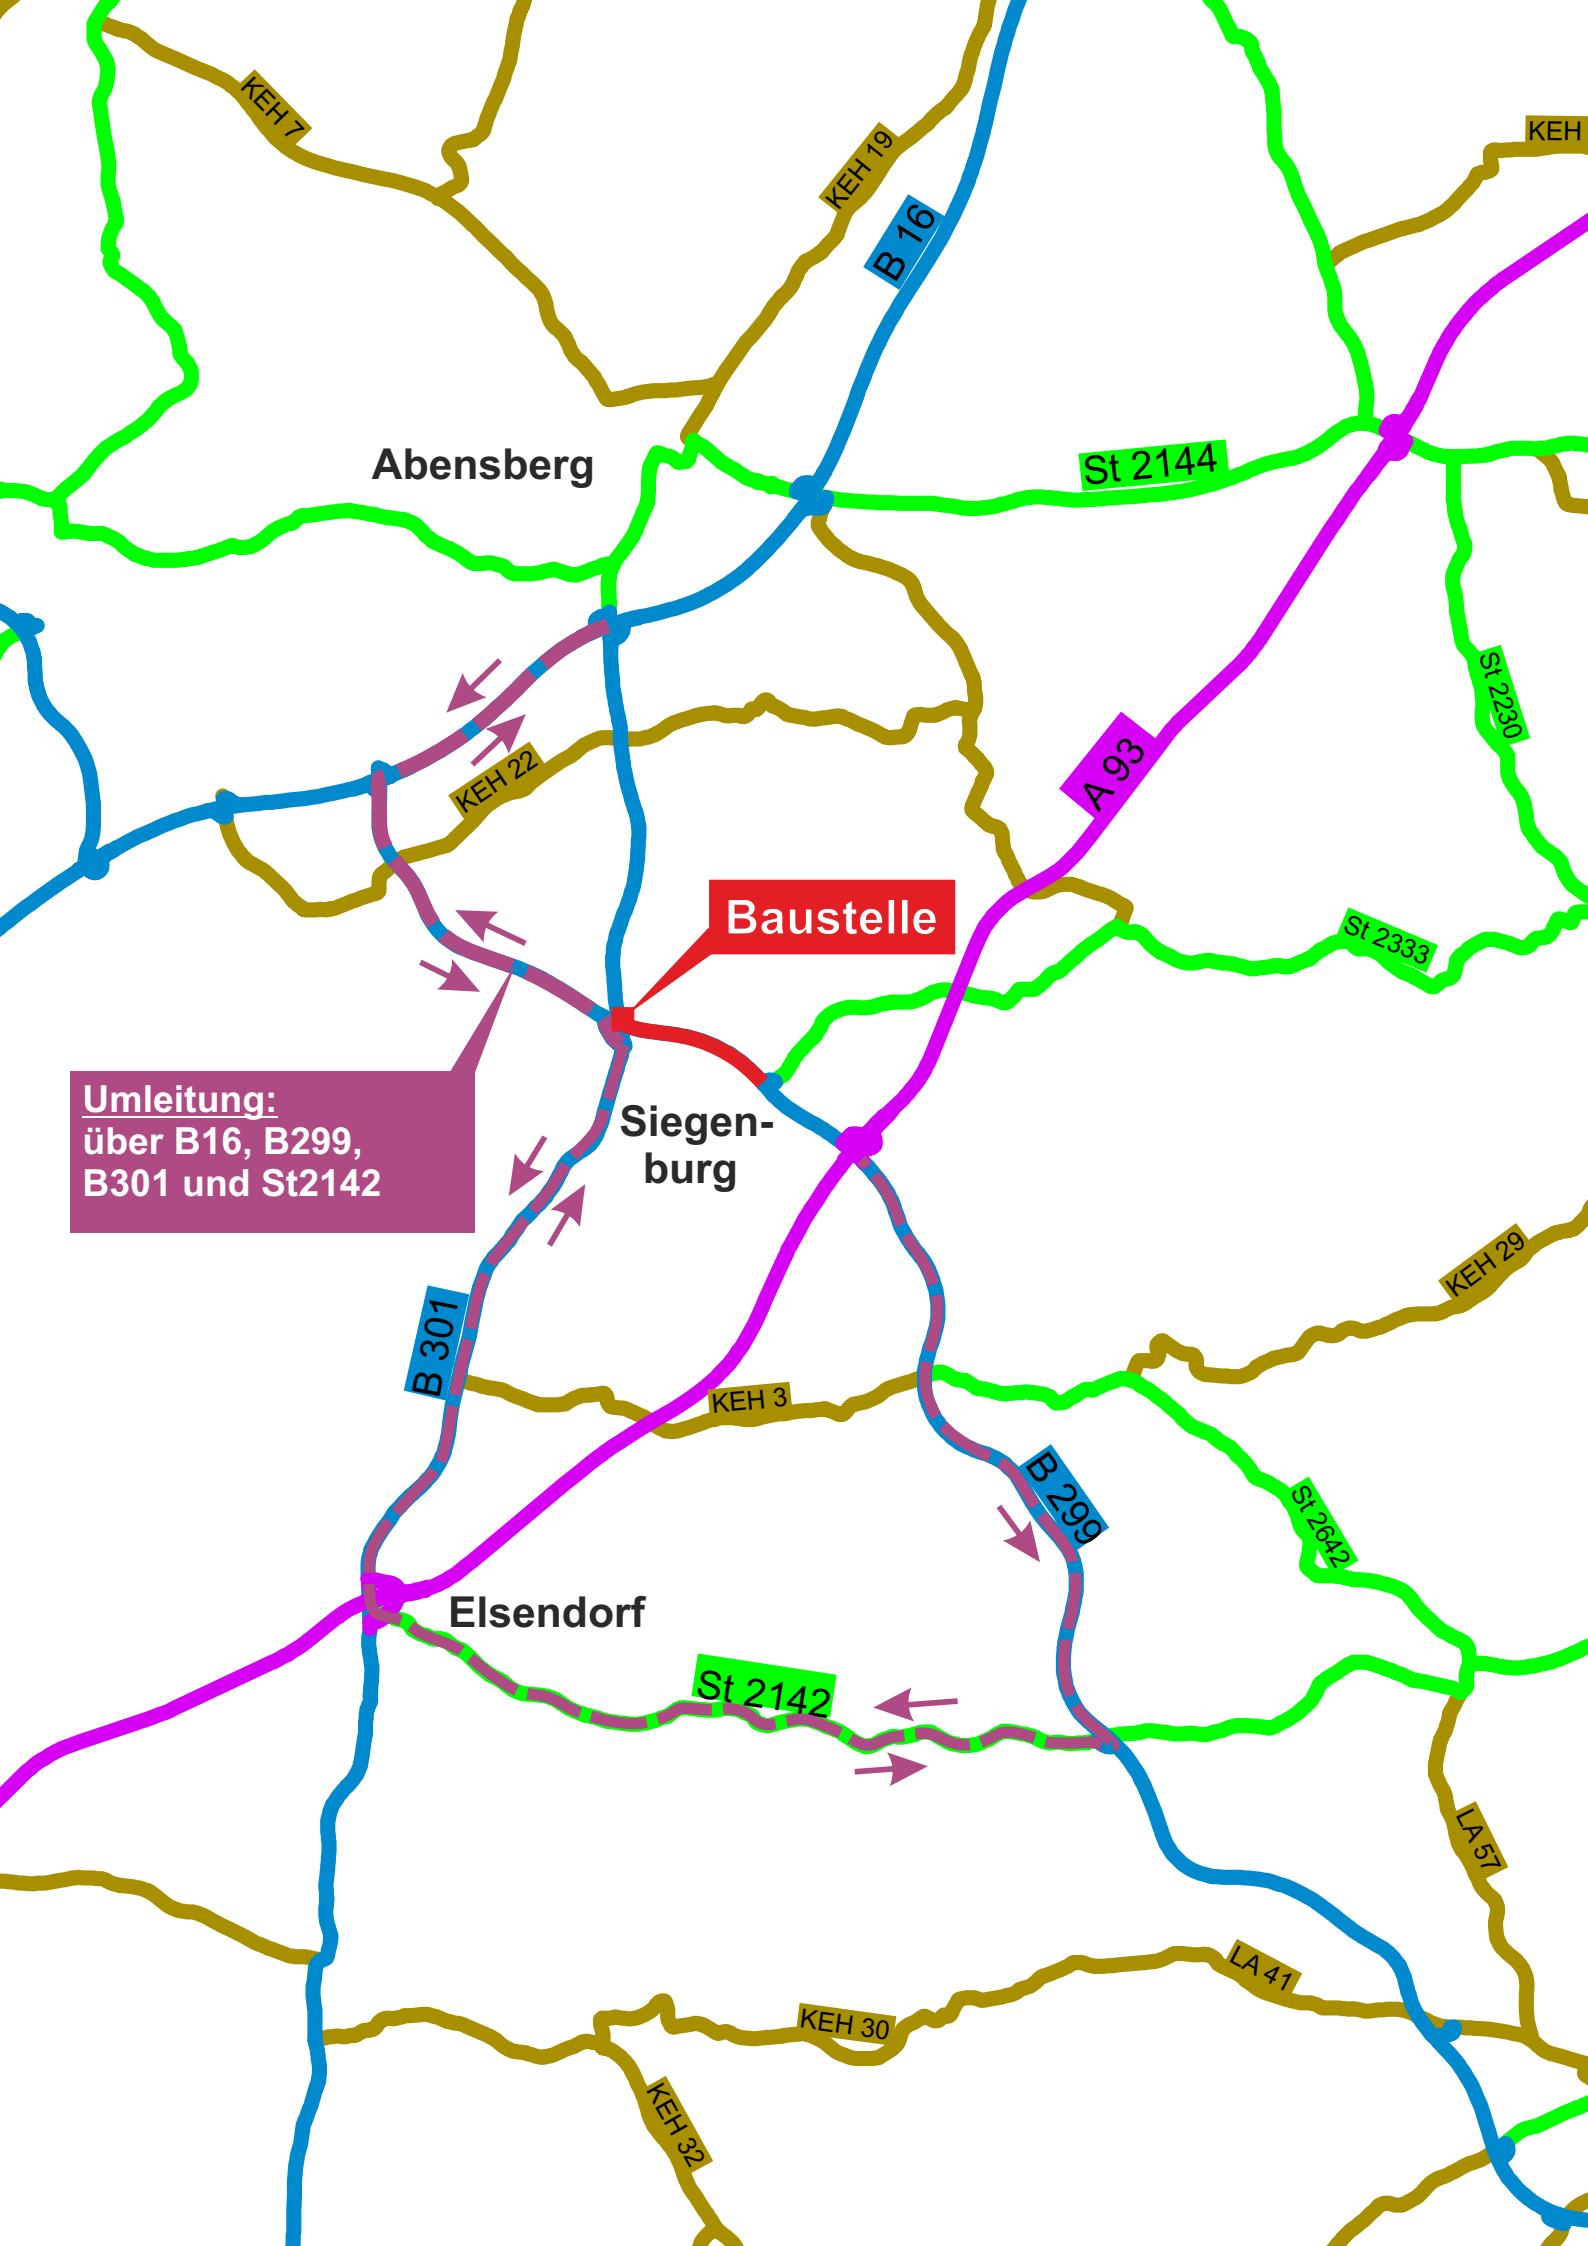 KEH 7
KEH 19
KEH
B 16
Abensberg
St 2144
St 2230
KEH 22
A 93
Baustelle
St 2333
Umleitung:
über B16, B299,
B301 und St2142
Siegen-
burg
KEH 29
B 301
KEH 3
B 299
St 2642
Elsendorf
St 2142
LA 57
LA 41
KEH 30
KEH 32